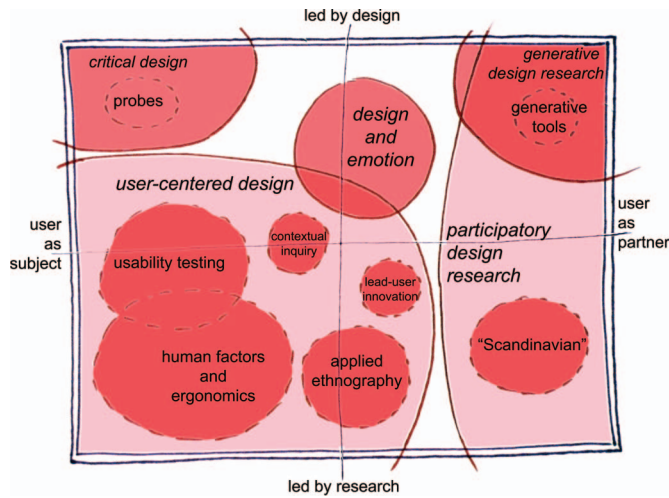 led by design
critical design
probes
generative
design research
generative
tools
design
and
emotion
user-centered design
user
as
subject
usability testing
contextual
inquiry
lead-user
innovation
participatory
design
research
user
as
partner
human factors
and
ergonomics
applied
ethnography
“Scandinavian”
led by research